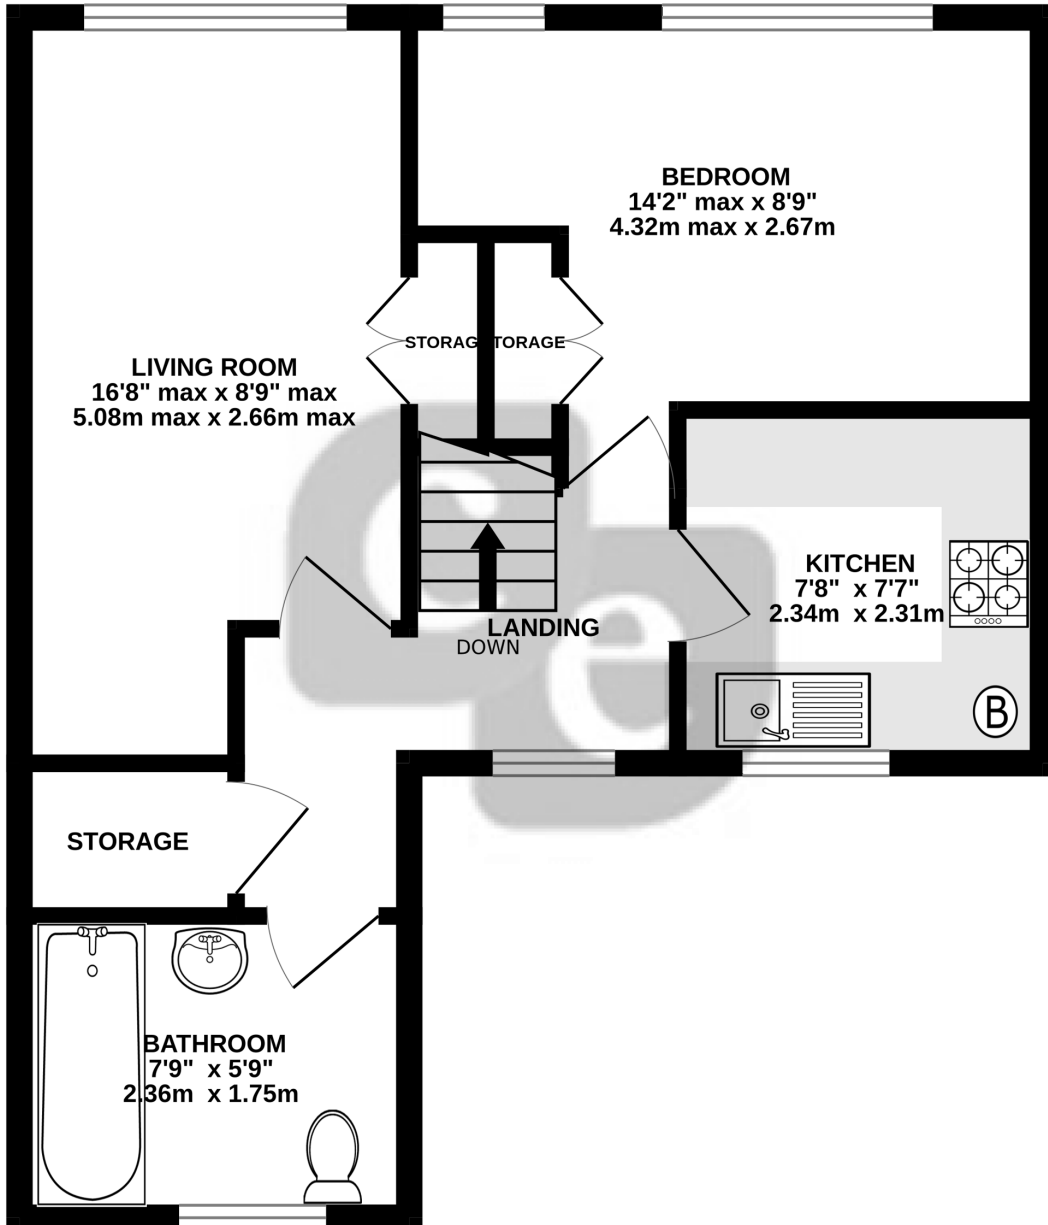 BEDROOM
14'2" max x 8'9"
4.32m max x 2.67m
STORAG
TORAGE
LIVING ROOM
16'8" max x 8'9" max
5.08m max x 2.66m max
KITCHEN
7'8" x 7'7"
2.34m x 2.31m
LANDING
DOWN
B
STORAGE
BATHROOM
7'9" x 5'9"
2.36m x 1.75m
ce